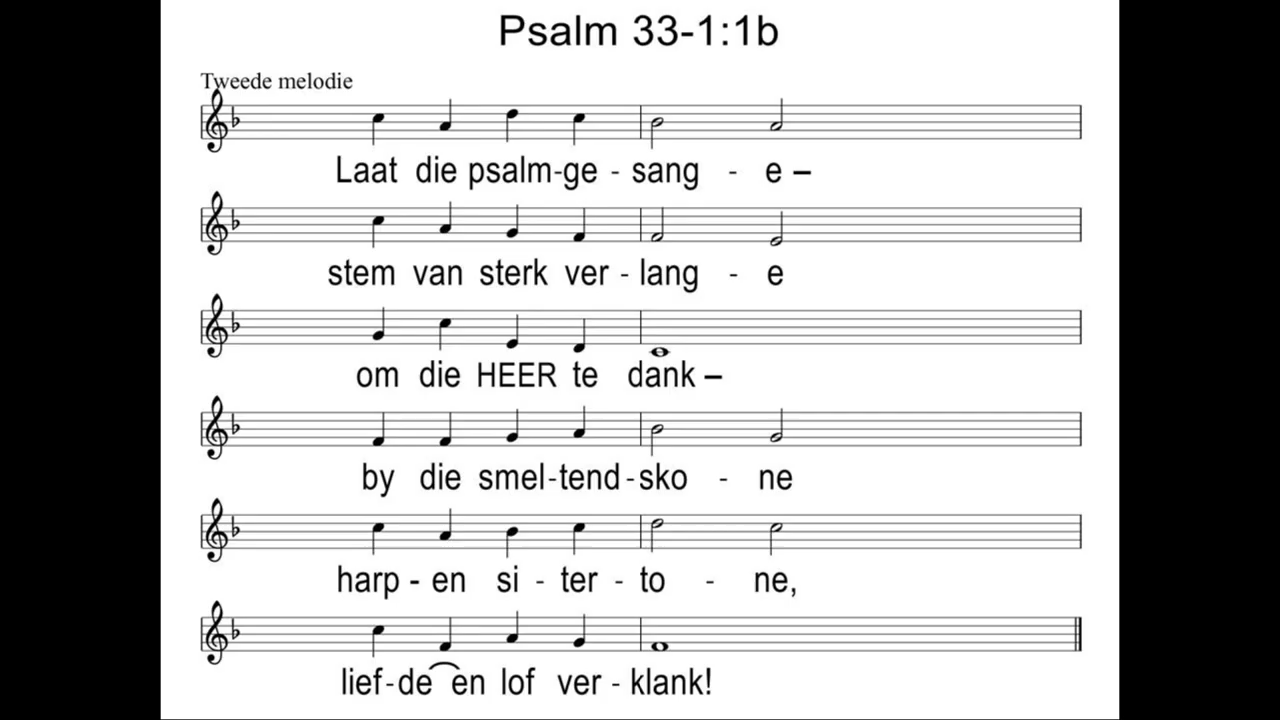 Psalm 33-1:1b
Tweede melodie
Laat die psalm-ge - sang - e –
stem van sterk ver - lang - e
om die HEER te dank –
by die smel-tend-sko - ne
harp - en si - ter - to - ne,
lief-de en lof ver - klank!